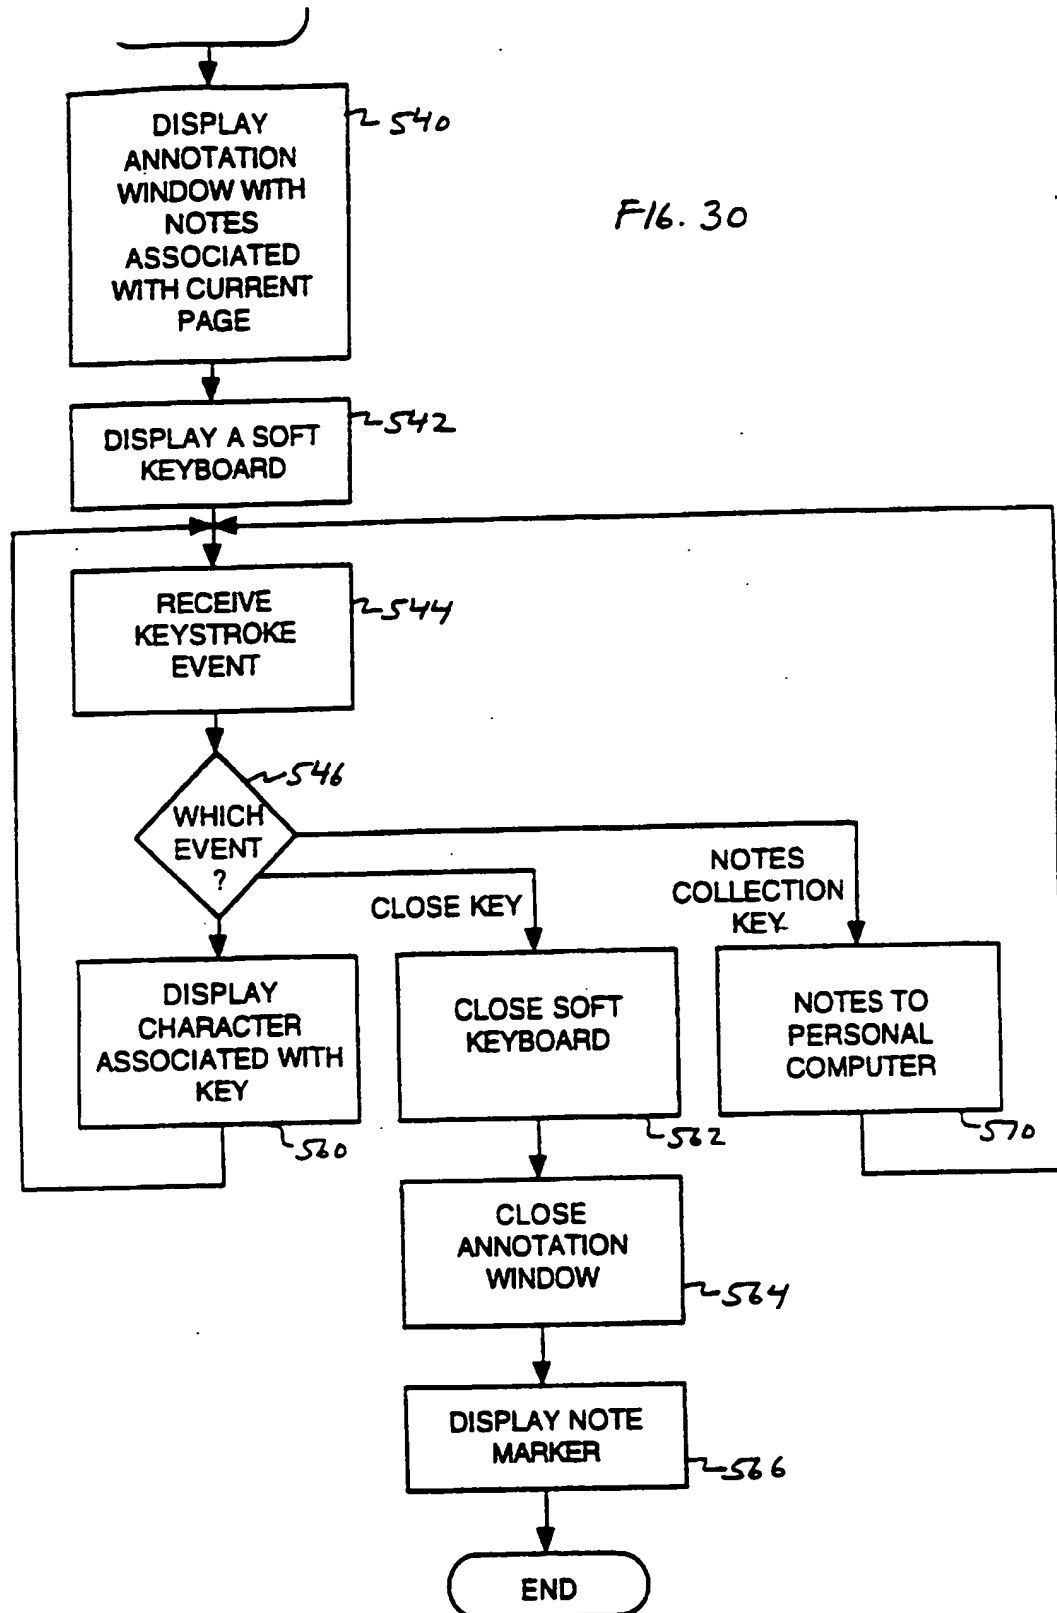 DISPLAY
ANNOTATION
WINDOW WITH
NOTES
ASSOCIATED
WITH CURRENT
PAGE
540
FIG. 30
DISPLAY A SOFT
KEYBOARD
542
RECEIVE
KEYSTROKE
EVENT
544
WHICH
EVENT
?
546
CLOSE KEY
NOTES
COLLECTION
KEY
DISPLAY
CHARACTER
ASSOCIATED WITH
KEY
560
CLOSE SOFT
KEYBOARD
562
NOTES TO
PERSONAL
COMPUTER
570
CLOSE
ANNOTATION
WINDOW
564
DISPLAY NOTE
MARKER
566
END